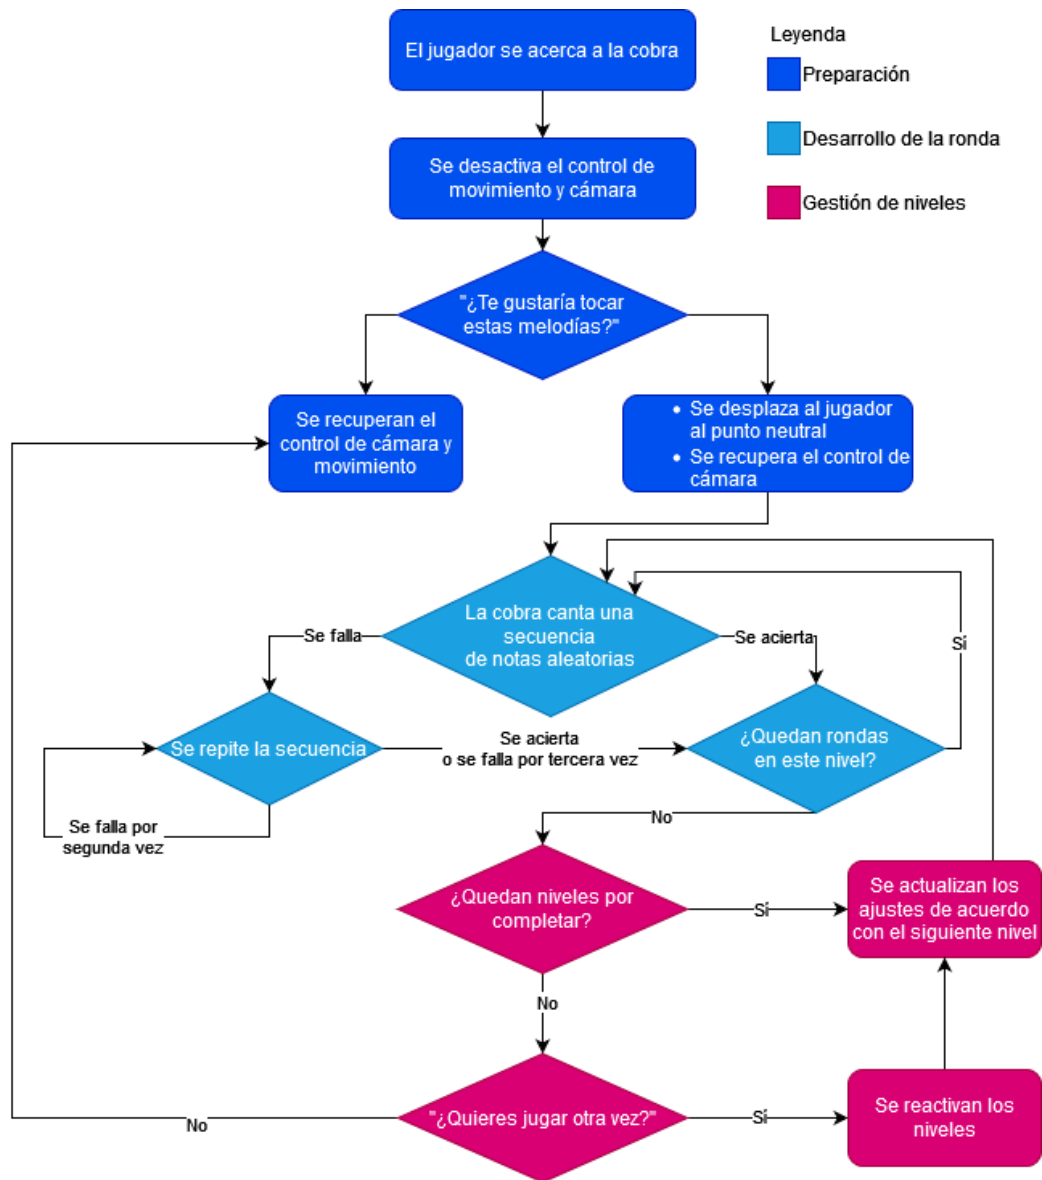 El jugador se acerca a la cobra
Leyenda
Preparación
Desarrollo de la ronda
Gestión de niveles
Se desactiva el control de
movimiento y cámara
"¿Te gustaría tocar
estas melodías?"
Se recuperan el
control de cámara y
movimiento
• Se desplaza al jugador
al punto neutral
• Se recupera el control de
cámara
La cobra canta una
secuencia
de notas aleatorias
Se falla
Se acierta
Sí
Se repite la secuencia
Se acierta
o se falla por tercera vez
¿Quedan rondas
en este nivel?
Se falla por
segunda vez
No
¿Quedan niveles por
completar?
Sí
Se actualizan los
ajustes de acuerdo
con el siguiente nivel
No
"¿Quieres jugar otra vez?"
No
Sí
Se reactivan los
niveles